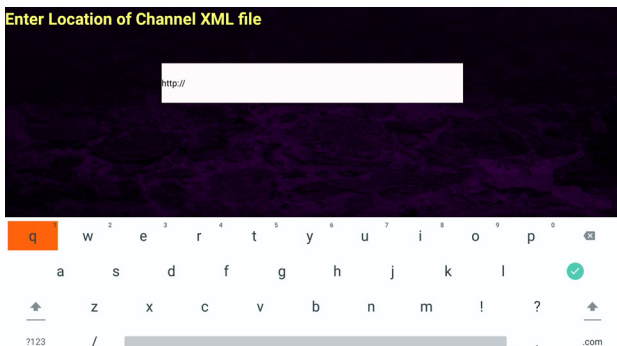 Enter Location of Channel XML file
http://
q 1 w 2 e 3 r 4 t 5 y 6 u 7 i 8 o 9 p 0
a s d f g h j k l
z x c v b n m ! ?
?123 / . .com